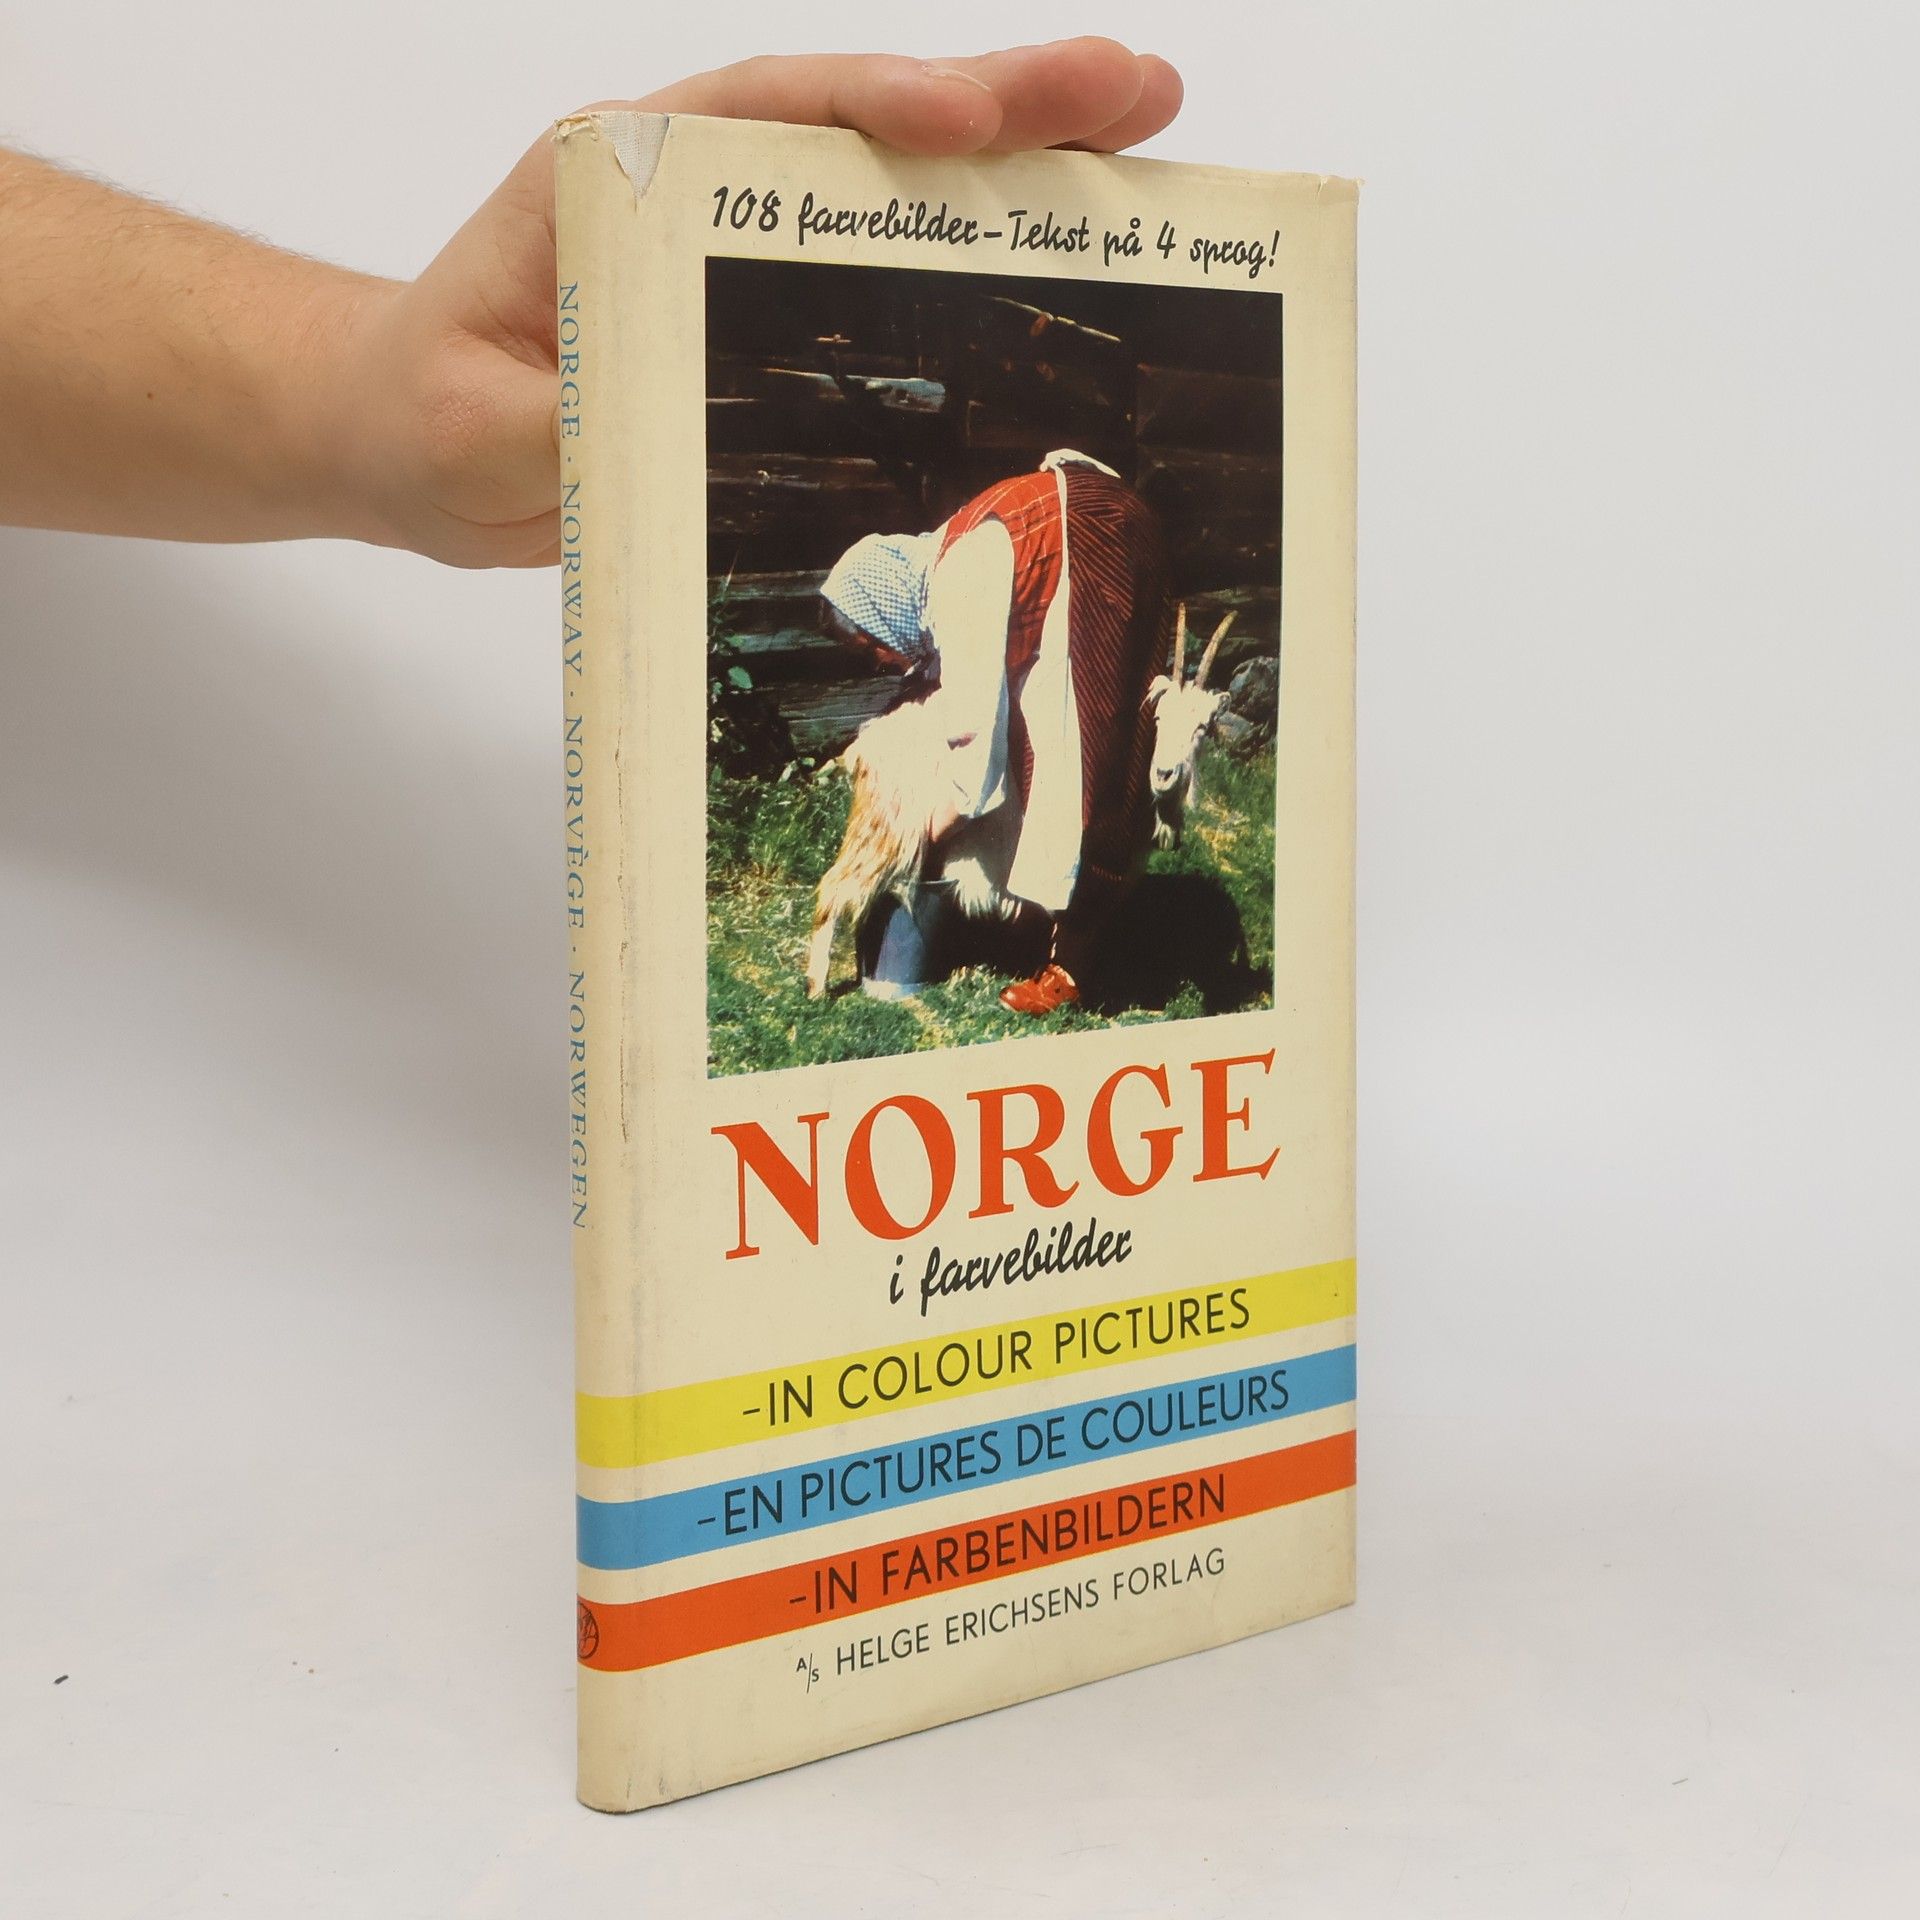 108 farvebilder – Tekst på 4 sprog!
NORGE
i farvebilder
– IN COLOUR PICTURES
– EN PICTURES DE COULEURS
– IN FARBENBILDERN
A/S HELGE ERICHSENS FORLAG
NORGE · NORWAY · NORVÈGE · NORWEGEN